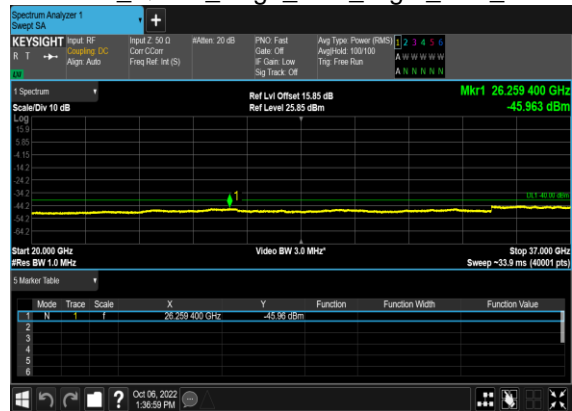 Spectrum Analyzer 1
Swept SA
+
KEYSIGHT Input: RF Input Z: 50 Ω #Atten: 20 dB PNO: Fast Avg Type: Power (RMS) 1 2 3 4 5 6
R T Coupling: DC Corr CCorr Gate: Off Avg|Hold: 100/100 A W W W W W
Align: Auto Freq Ref: Int (S) IF Gain: Low Trig: Free Run
Sig Track: Off A N N N N N
LW
1 Spectrum Ref Lvl Offset 15.85 dB Mkr1 26.259 400 GHz
Scale/Div 10 dB Ref Level 25.85 dBm -45.963 dBm
Log
15.9
5.85
-4.15
-14.2
-24.2
-34.2
1
DL1 -40.00 dBm
-44.2
-54.2
-64.2
Start 20.000 GHz Video BW 3.0 MHz* Stop 37.000 GHz
#Res BW 1.0 MHz Sweep ~33.9 ms (40001 pts)
5 Marker Table
Mode Trace Scale X Y Function Function Width Function Value
1 N 1 f 26.259 400 GHz -45.96 dBm
2
3
4
5
6
? Oct 06, 2022
1:36:59 PM